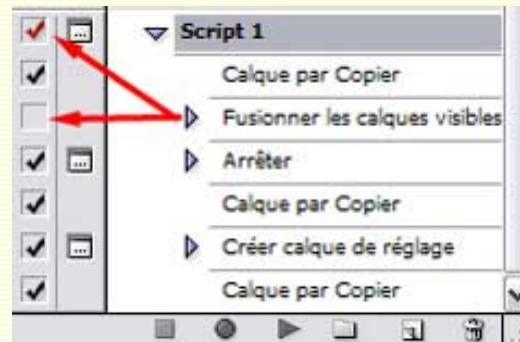 Script 1
Calque par Copier
Fusionner les calques visibles
Arrêter
Calque par Copier
Créer calque de réglage
Calque par Copier